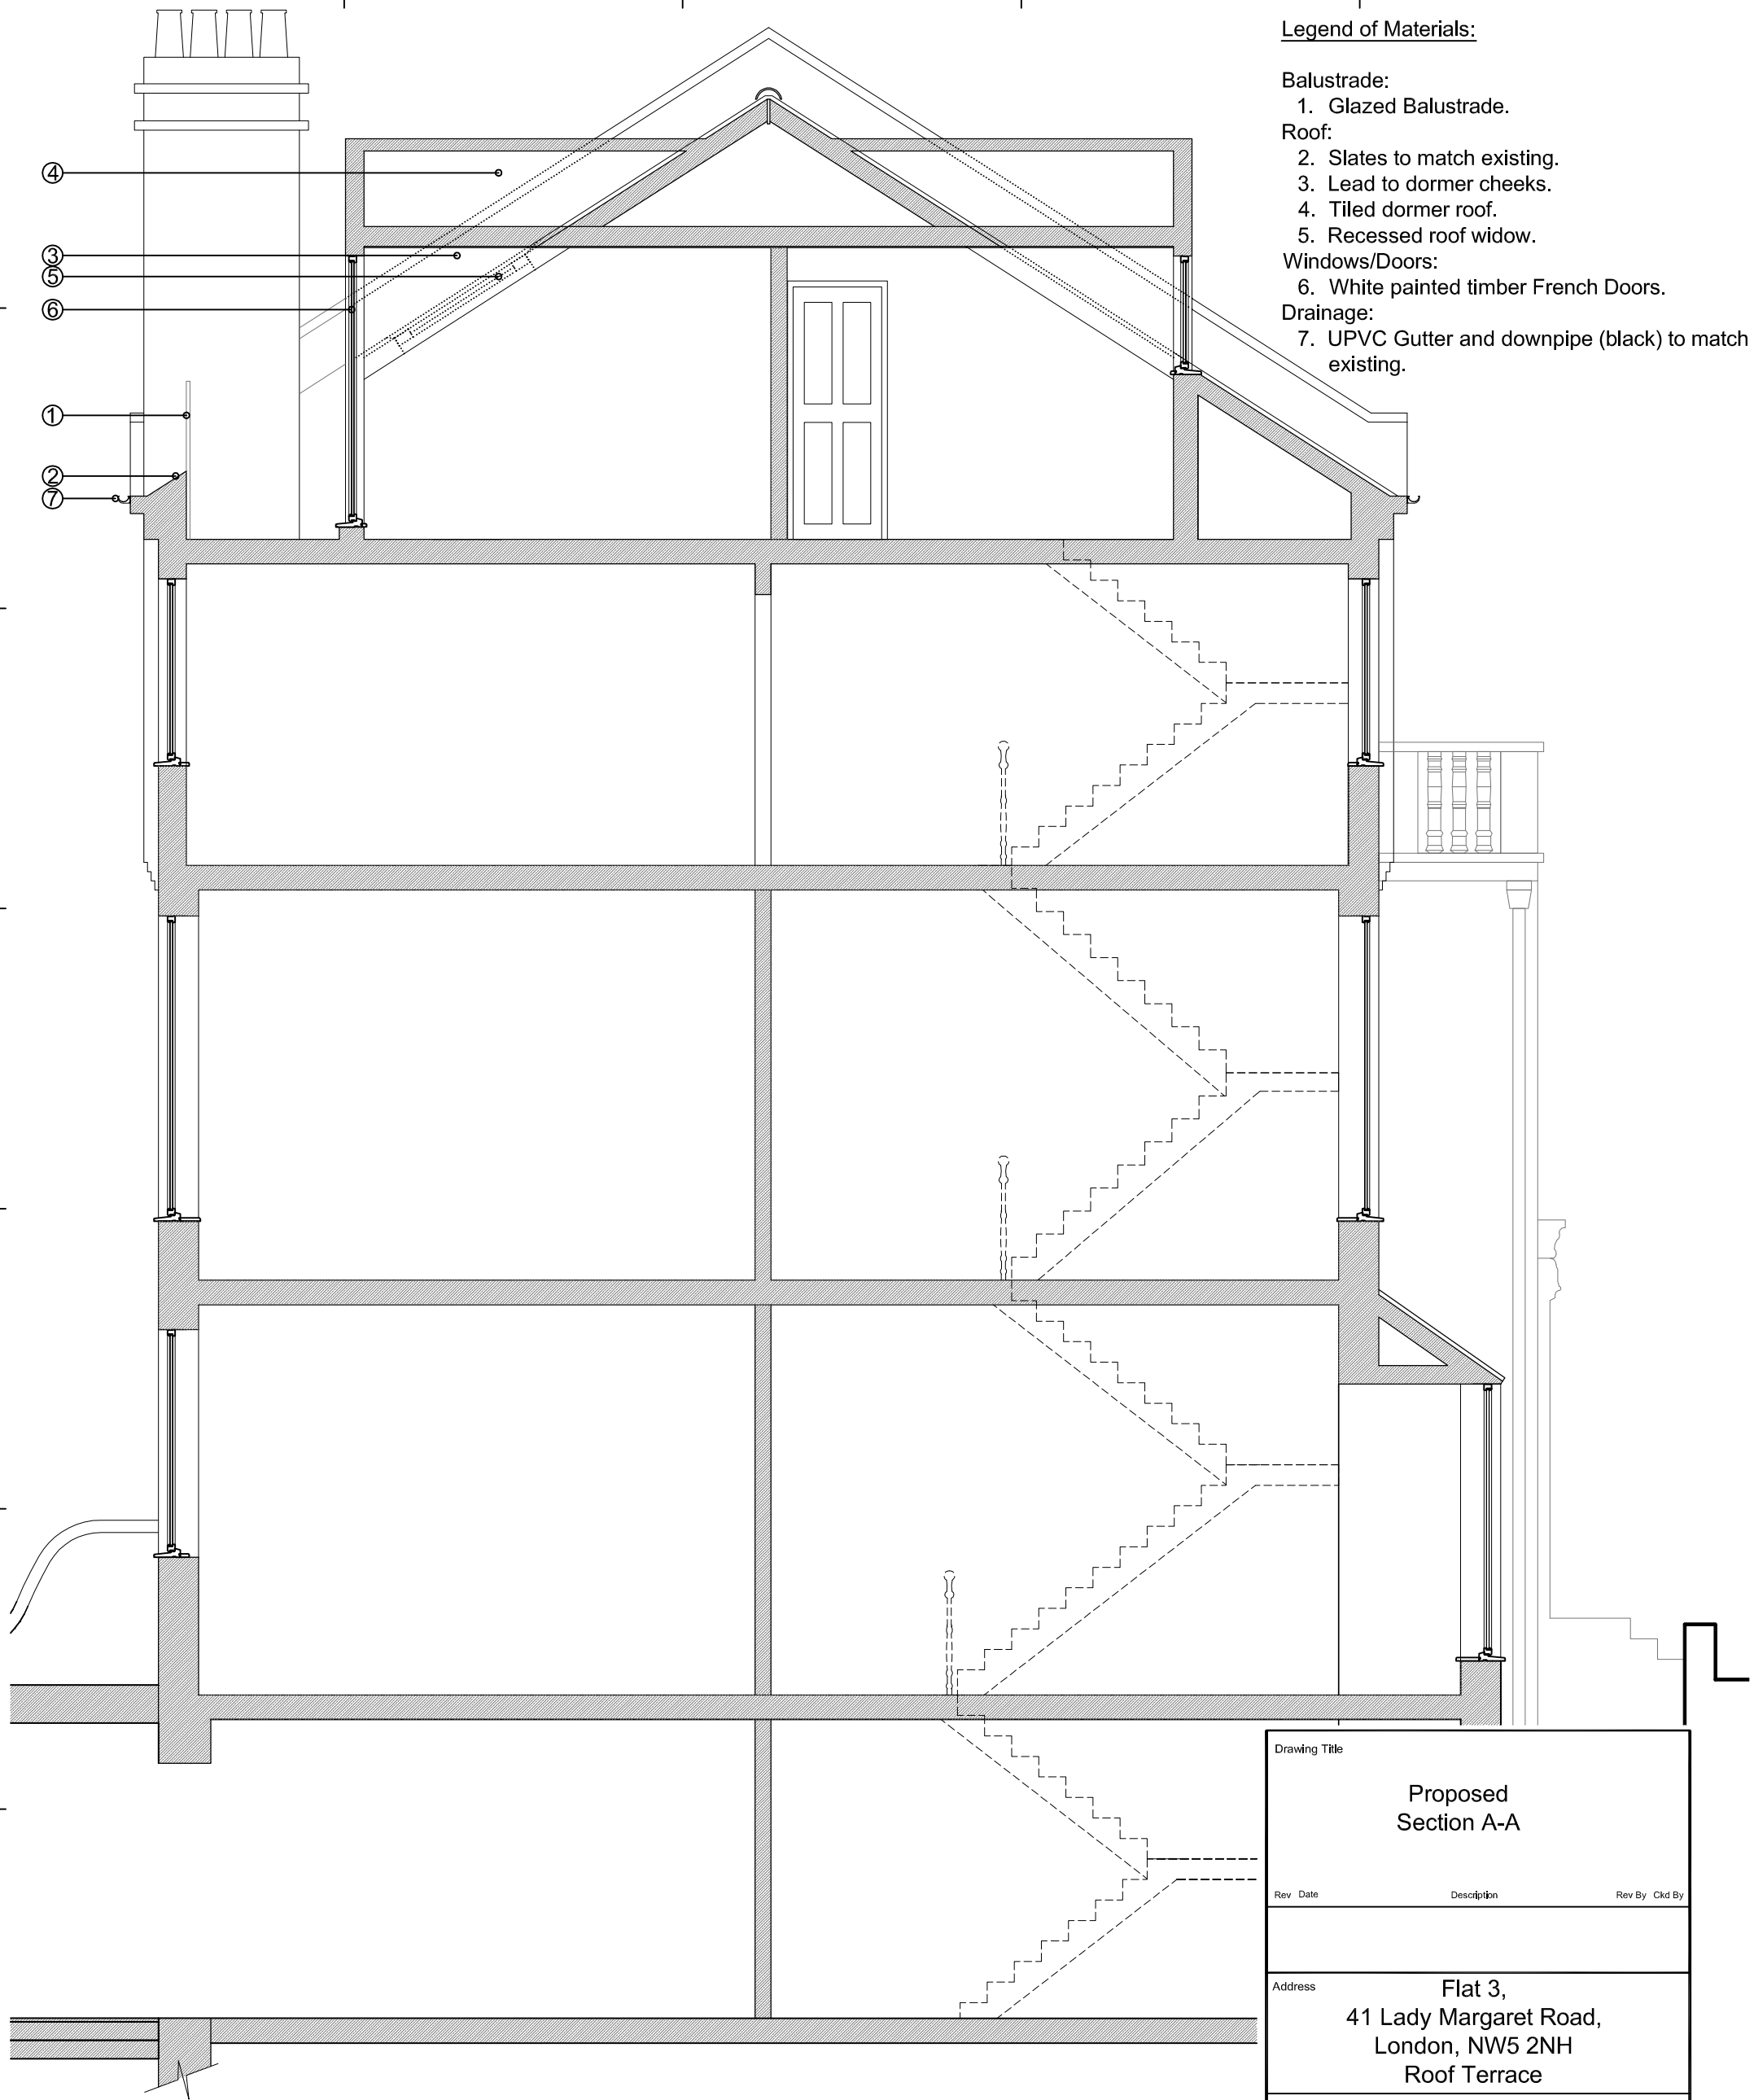 Legend of Materials:
Balustrade:
1. Glazed Balustrade.
Roof:
2. Slates to match existing.
3. Lead to dormer cheeks.
4. Tiled dormer roof.
5. Recessed roof widow.
Windows/Doors:
6. White painted timber French Doors.
Drainage:
7. UPVC Gutter and downpipe (black) to match
existing.
4
3
5
6
1
2
7
Drawing Title
Proposed
Section A-A
Rev Date Description Rev By Ckd By
Address
Flat 3,
41 Lady Margaret Road,
London, NW5 2NH
Roof Terrace